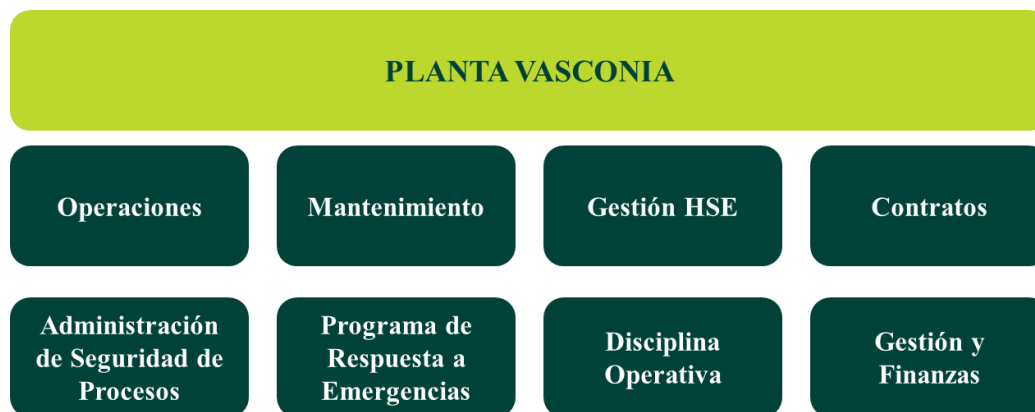 PLANTA VASCONIA
Operaciones
Mantenimiento
Gestión HSE
Contratos
Administración
de Seguridad de
Procesos
Programa de
Respuesta a
Emergencias
Disciplina
Operativa
Gestión y
Finanzas